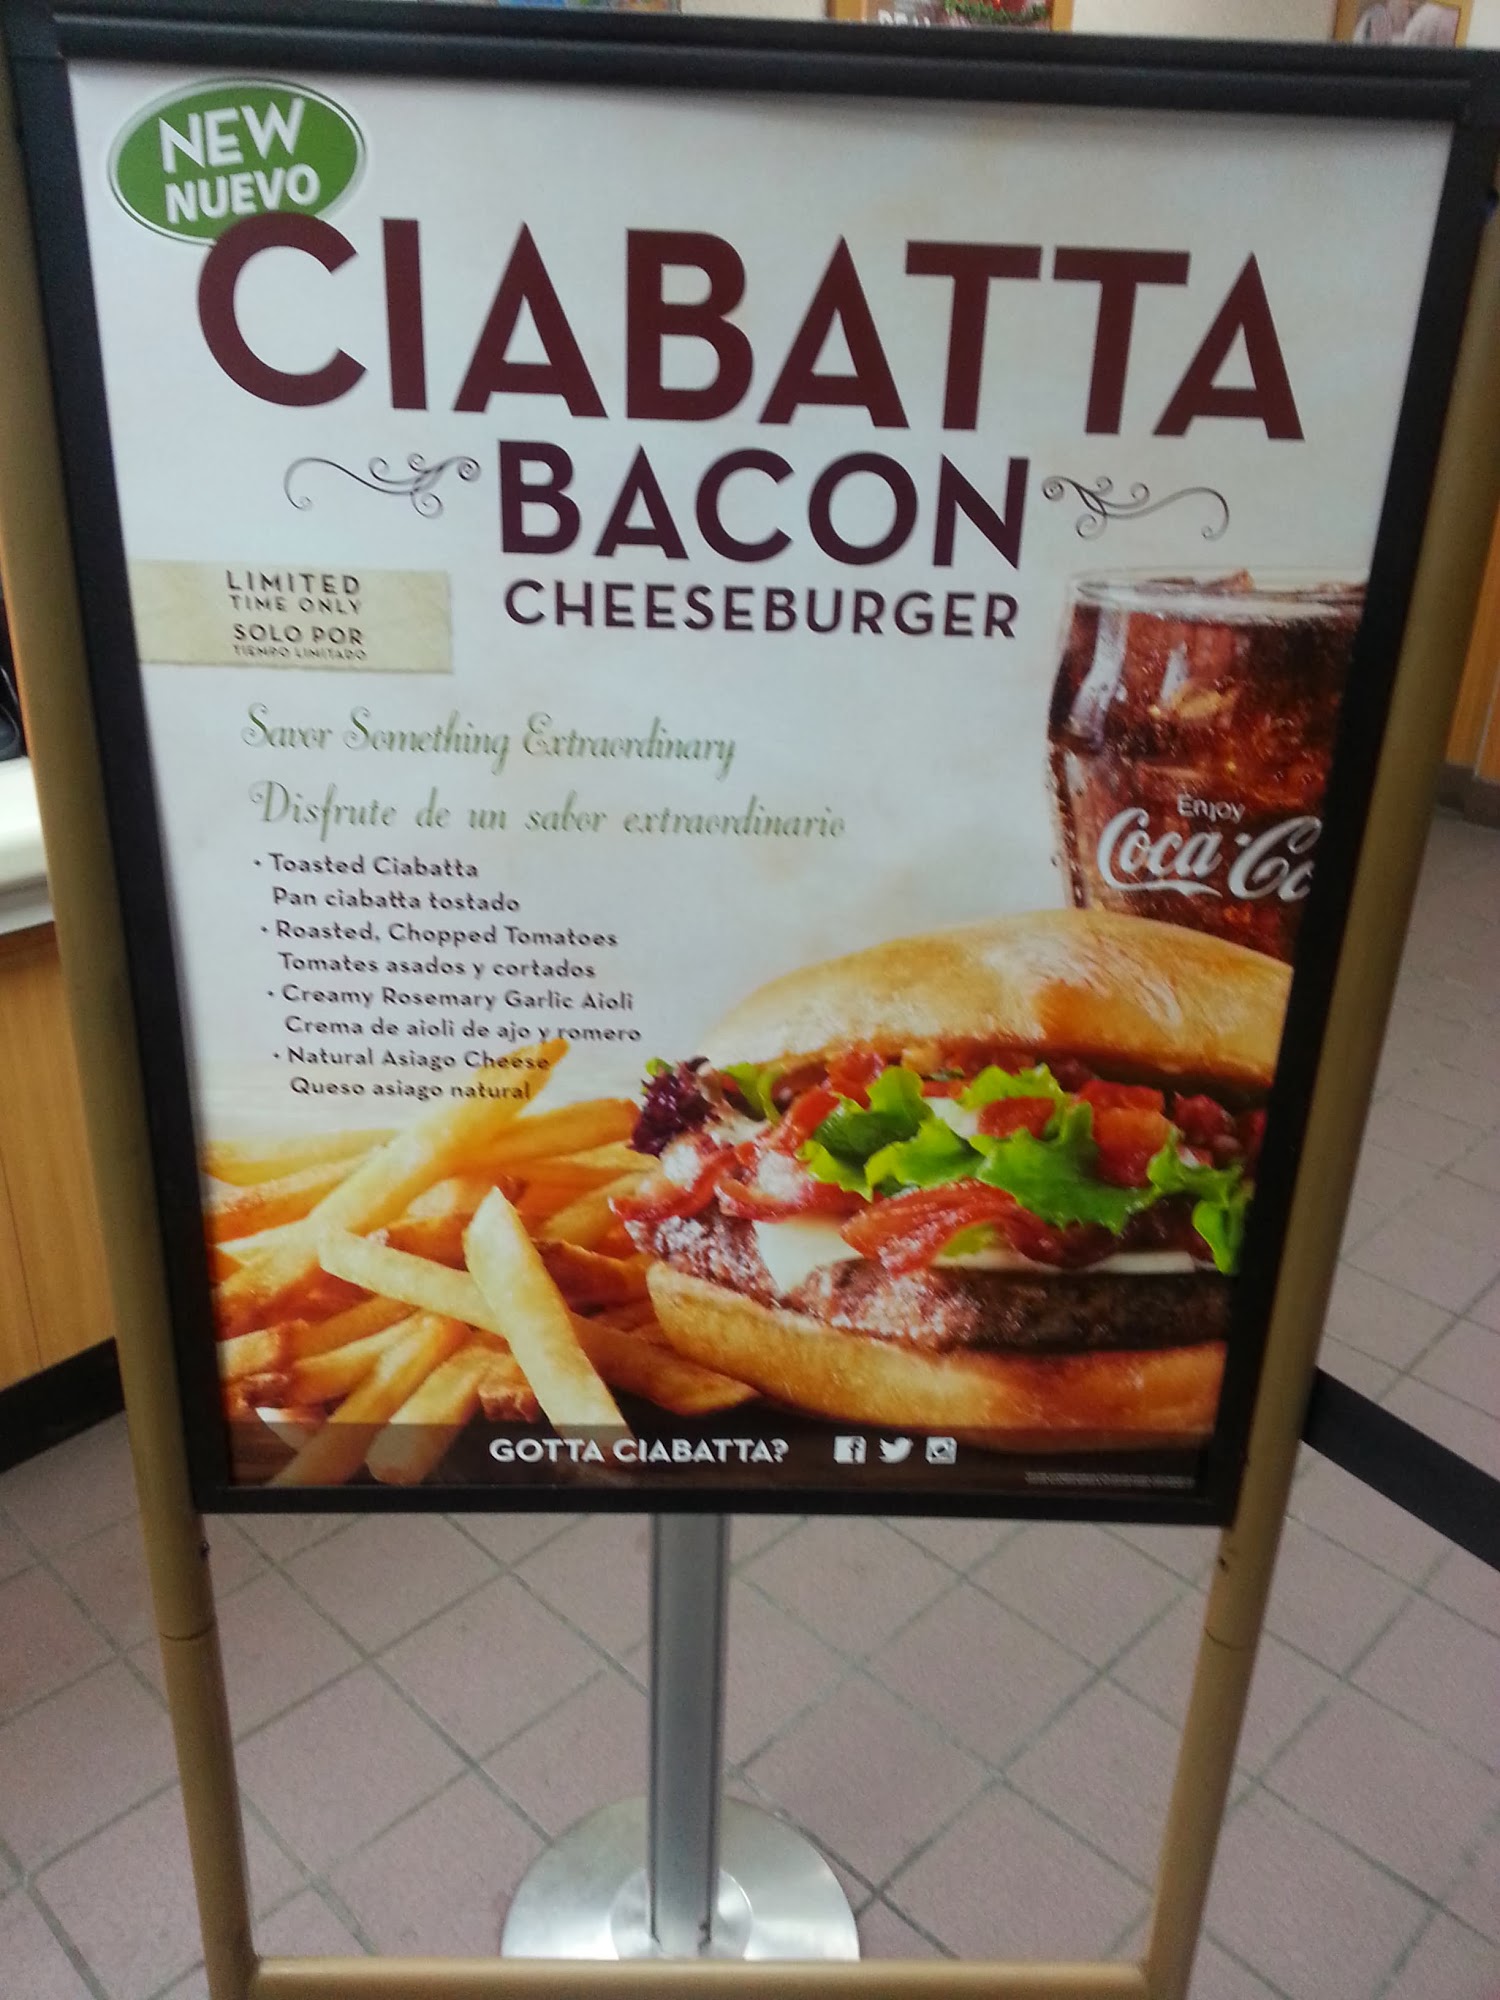 NEW
NUEVO
CIABATTA
BACON
CHEESEBURGER
LIMITED
TIME ONLY
SOLO POR
TIEMPO LIMITADO
Savor Something Extraordinary
Disfrute de un sabor extraordinario
• Toasted Ciabatta
Pan ciabatta tostado
• Roasted, Chopped Tomatoes
Tomates asados y cortados
• Creamy Rosemary Garlic Aioli
Crema de aioli de ajo y romero
• Natural Asiago Cheese
Queso asiago natural
Enjoy
Coca-Co
GOTTA CIABATTA?